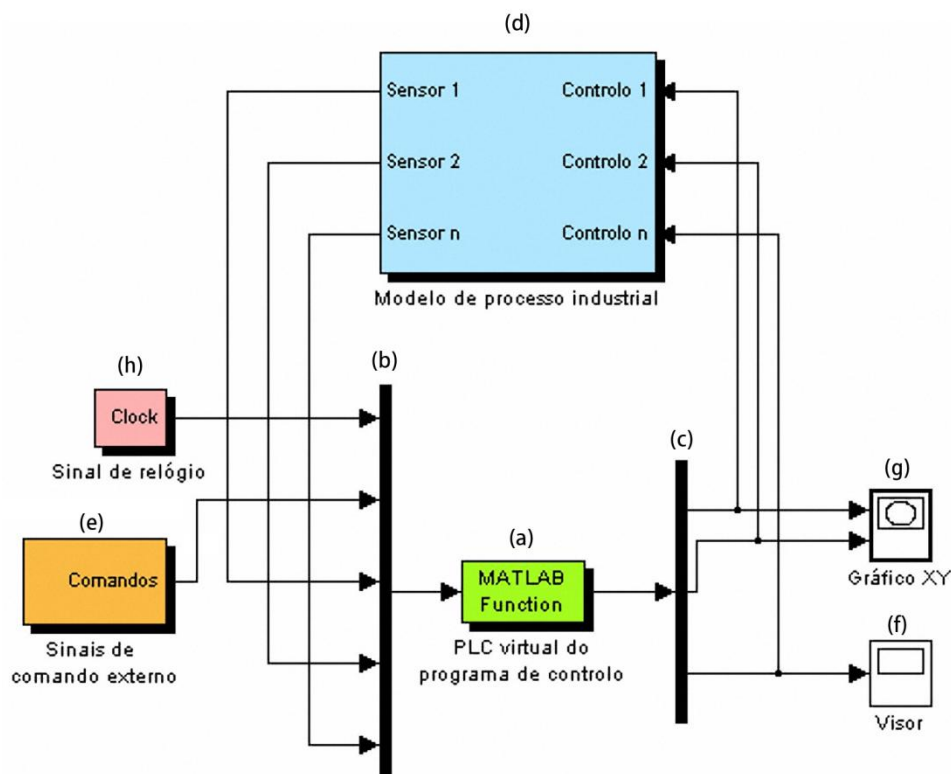 (d)
Sensor 1
Controlo 1
Sensor 2
Controlo 2
Sensor n
Controlo n
Modelo de processo industrial
(h)
Clock
Sinal de relógio
(b)
(c)
(e)
Comandos
Sinais de
comando externo
(a)
MATLAB
Function
PLC virtual do
programa de controlo
(g)
Gráfico XY
(f)
Visor